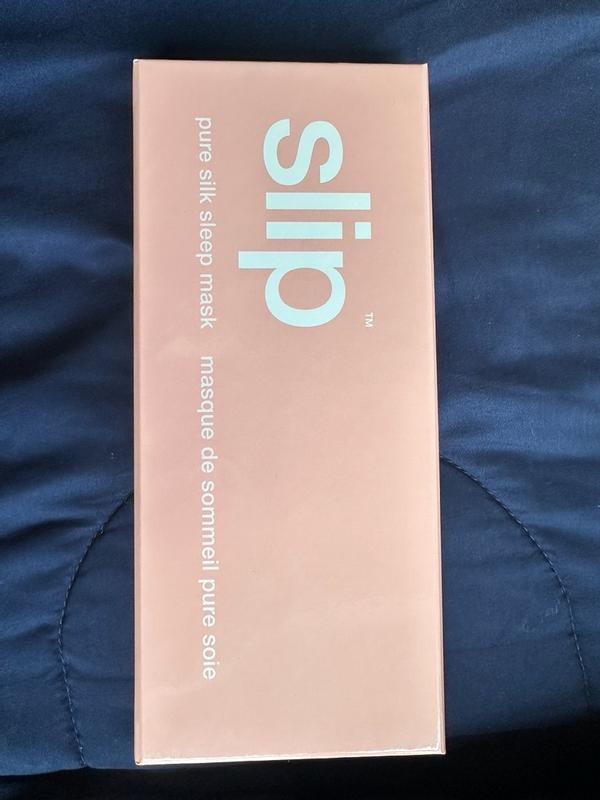 slip™
pure silk sleep mask masque de sommeil pure soie